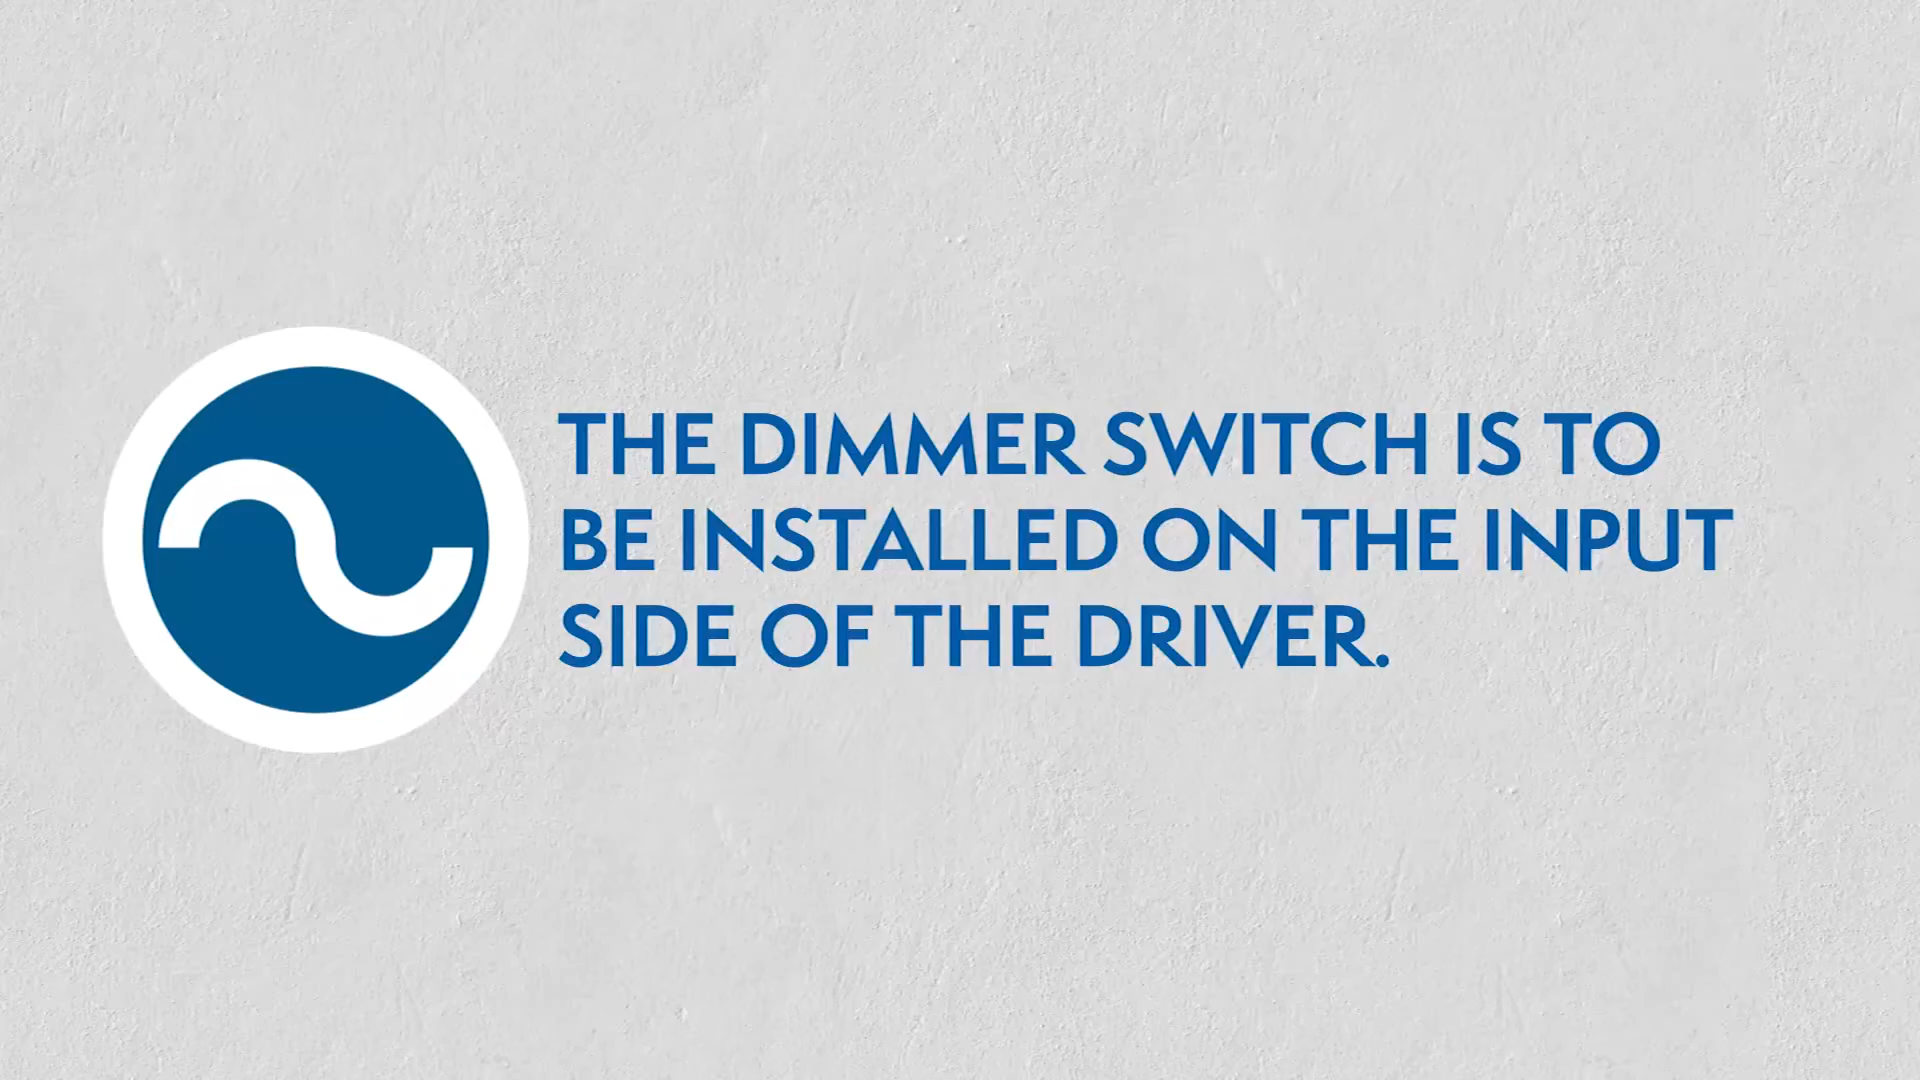 THE DIMMER SWITCH IS TO
BE INSTALLED ON THE INPUT
SIDE OF THE DRIVER.